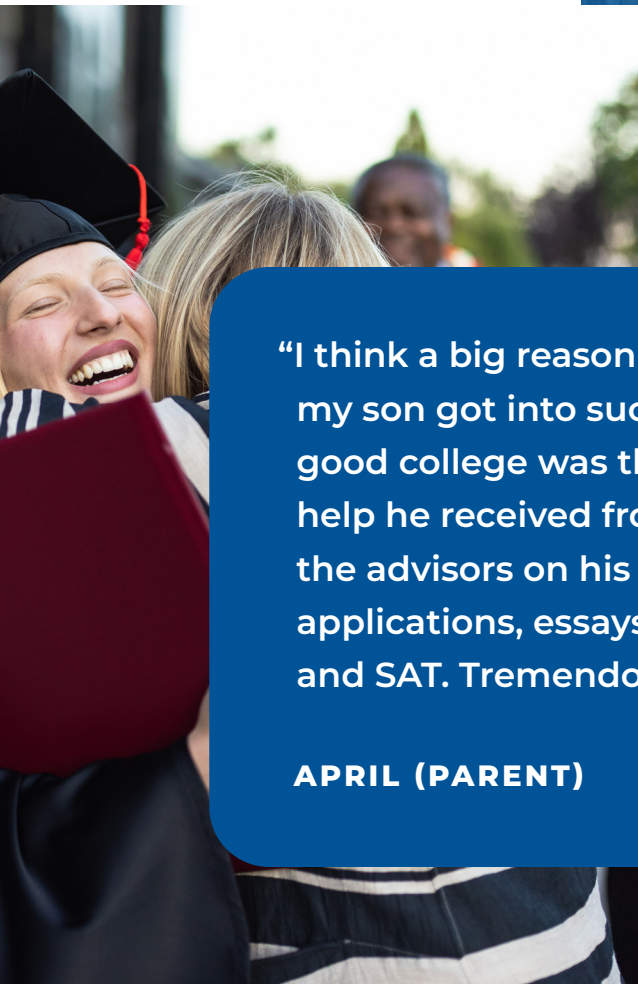 “I think a big reason
my son got into
good college was
help he received
the advisors on his
applications,
and SAT.
APRIL (PARENT)